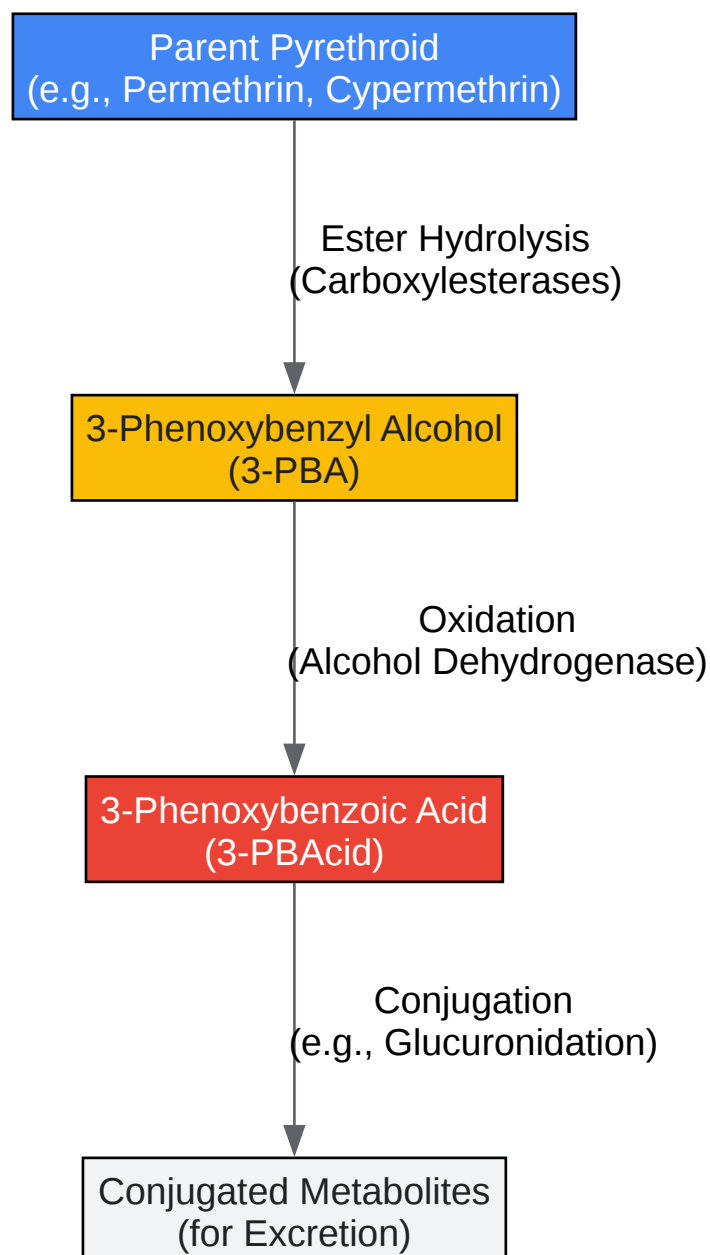 Parent Pyrethroid
(e.g., Permethrin, Cypermethrin)
Ester Hydrolysis
(Carboxylesterases)
3-Phenoxybenzyl Alcohol
(3-PBA)
Oxidation
(Alcohol Dehydrogenase)
3-Phenoxybenzoic Acid
(3-PBAcid)
Conjugation
(e.g., Glucuronidation)
Conjugated Metabolites
(for Excretion)